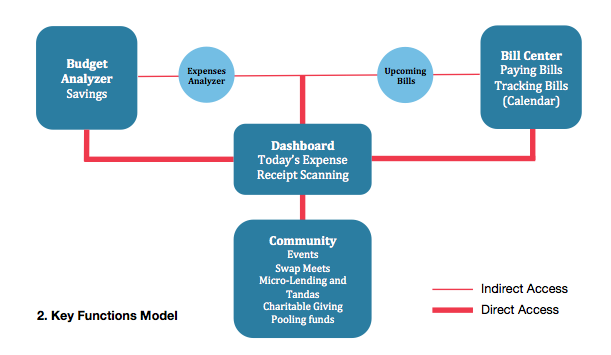 Budget
Analyzer
Savings
Expenses
Analyzer
Upcoming
Bills
Bill Center
Paying Bills
Tracking Bills
(Calendar)
Dashboard
Today's Expense
Receipt Scanning
Community
Events
Swap Meets
Micro-Lending and
Tandas
Charitable Giving
Pooling funds
Indirect Access
Direct Access
2. Key Functions Model